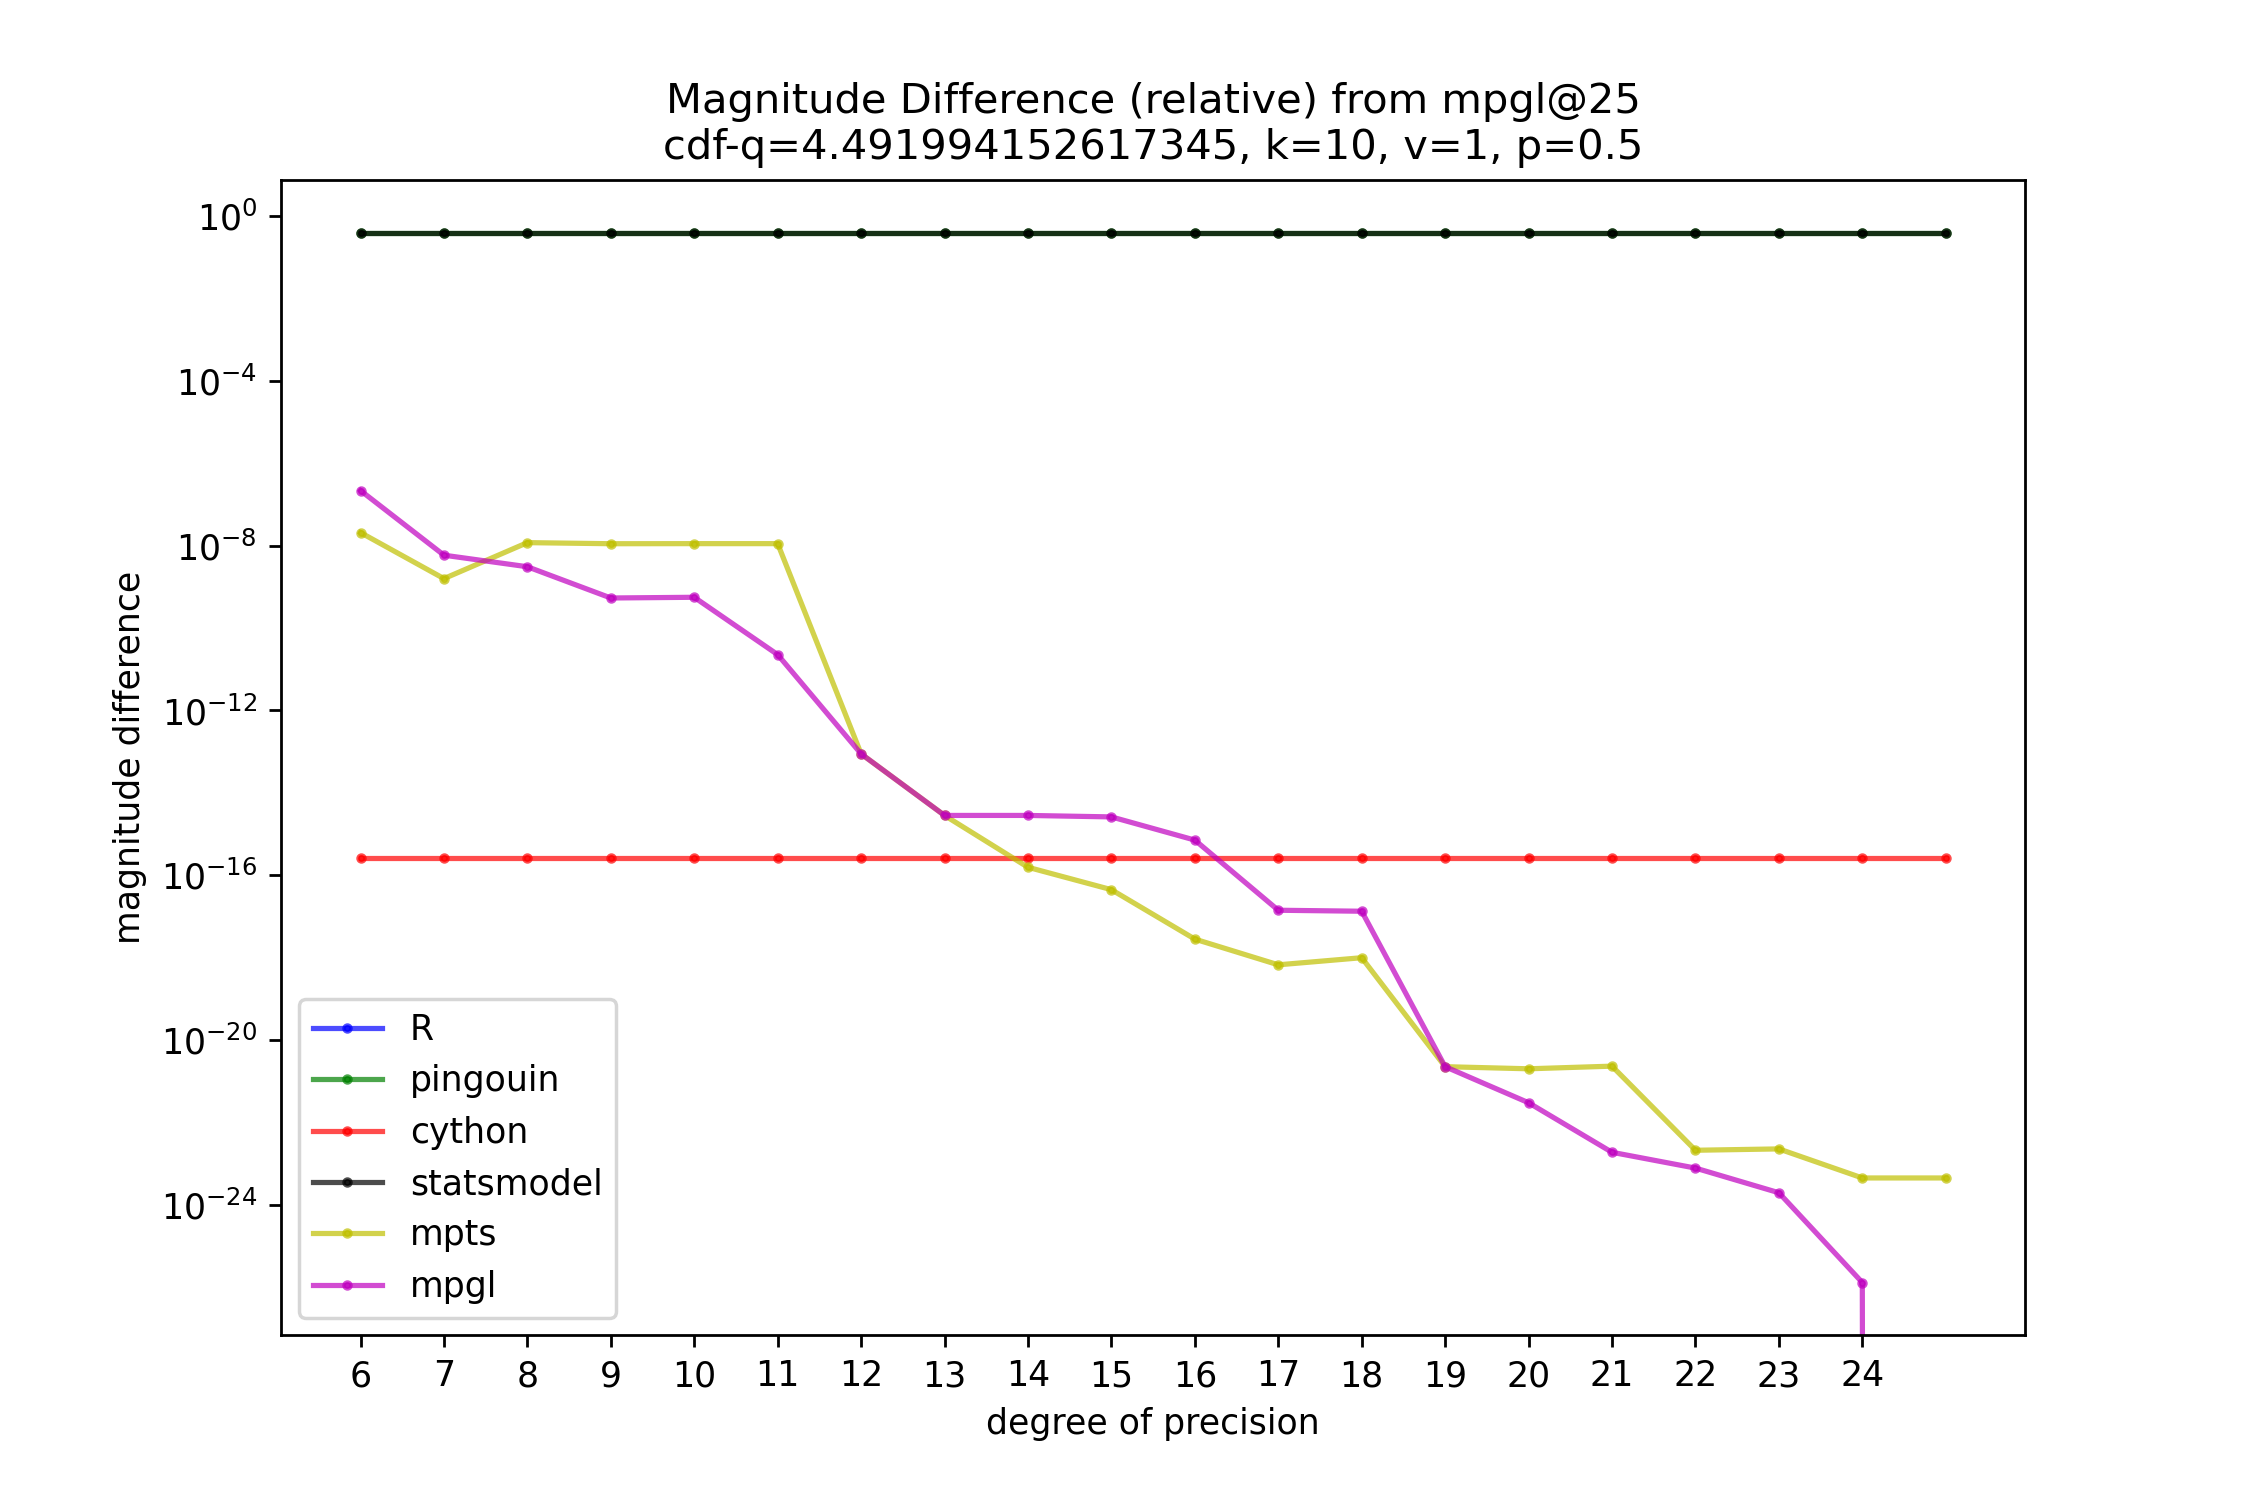 Magnitude Difference (relative) from mpgl@25
cdf-q=4.491994152617345, k=10, v=1, p=0.5
10^0
10^−4
10^−8
10^−12
10^−16
10^−20
10^−24
magnitude difference
R
pingouin
cython
statsmodel
mpts
mpgl
6 7 8 9 10 11 12 13 14 15 16 17 18 19 20 21 22 23 24
degree of precision